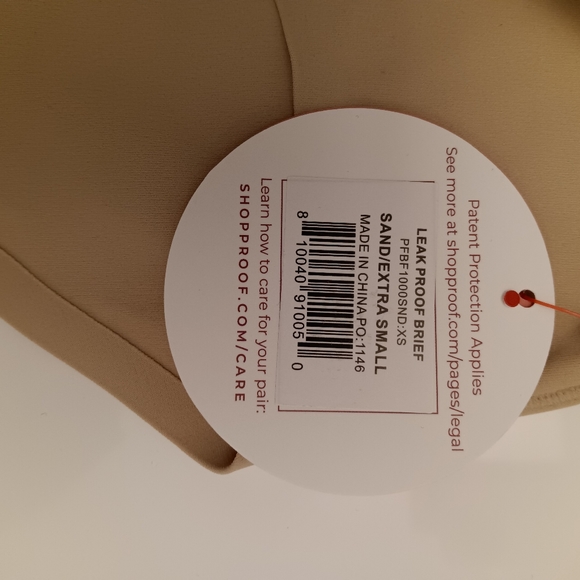 Patent Protection Applies
See more at shopproof.com/pages/legal
LEAK PROOF BRIEF
PFBF1000SND:XS
SAND/EXTRA SMALL
MADE IN CHINA PO:1146
8 10040 91005 0
Learn how to care for your pair:
SHOPPROOF.COM/CARE